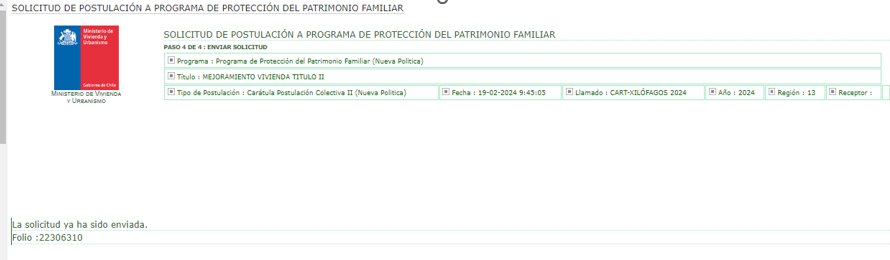 SOLICITUD DE POSTULACIÓN A PROGRAMA DE PROTECCIÓN DEL PATRIMONIO FAMILIAR
Ministerio de
Vivienda y
Urbanismo
Gobierno de Chile
MINISTERIO DE VIVIENDA
Y URBANISMO
SOLICITUD DE POSTULACIÓN A PROGRAMA DE PROTECCIÓN DEL PATRIMONIO FAMILIAR
PASO 4 DE 4 : ENVIAR SOLICITUD
Programa : Programa de Protección del Patrimonio Familiar (Nueva Política)
Título : MEJORAMIENTO VIVIENDA TITULO II
Tipo de Postulación : Carátula Postulación Colectiva II (Nueva Política) Fecha : 19-02-2024 9:45:05 Llamado : CART-XILÓFAGOS 2024 Año : 2024 Región : 13 Receptor :
La solicitud ya ha sido enviada.
Folio :22306310